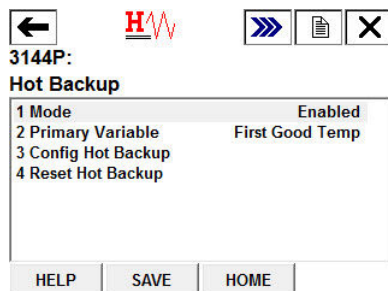 H
3144P:
Hot Backup
1 Mode Enabled
2 Primary Variable First Good Temp
3 Config Hot Backup
4 Reset Hot Backup
HELP SAVE HOME